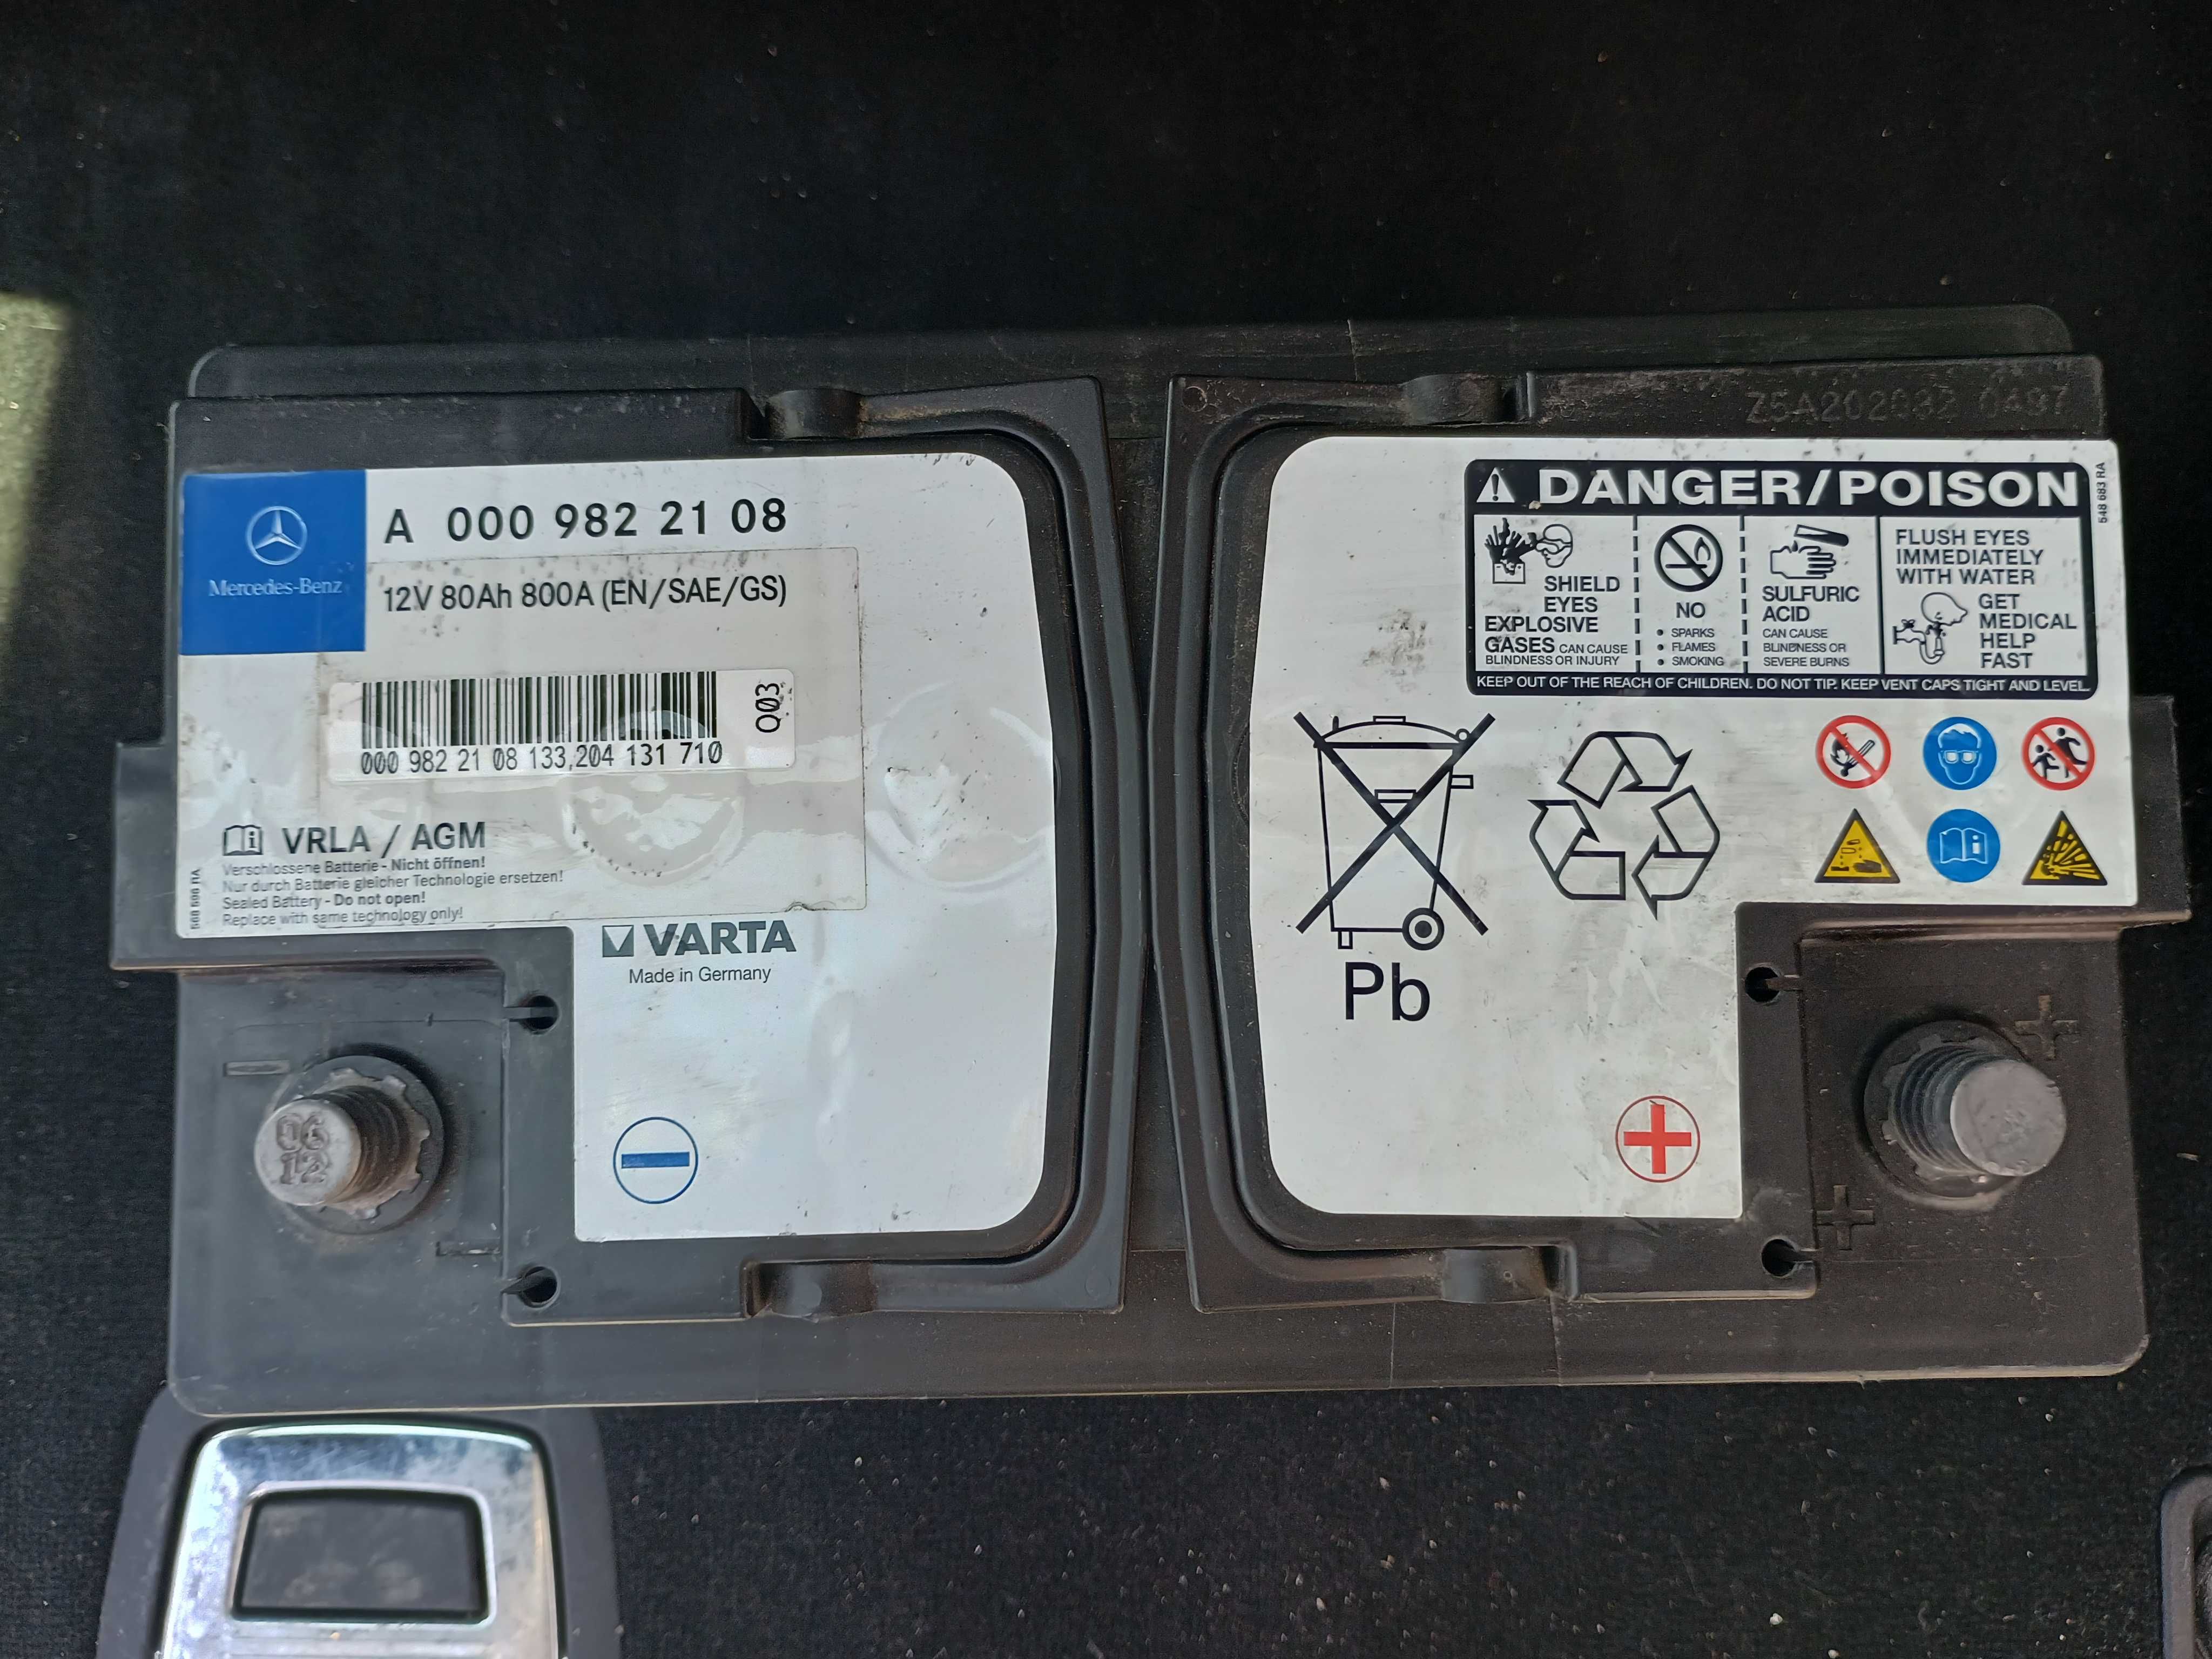 Z5A202032 0497
Mercedes-Benz
A 000 982 21 08
12V 80Ah 800A (EN/SAE/GS)
000 982 21 08 133,204 131 710
Q03
VRLA / AGM
Verschlossene Batterie - Nicht öffnen!
Nur durch Batterie gleicher Technologie ersetzen!
Sealed Battery - Do not open!
Replace with same technology only!
VARTA
Made in Germany
06
12
DANGER/POISON
SHIELD
EYES
EXPLOSIVE
GASES CAN CAUSE
BLINDNESS OR INJURY
NO
• SPARKS
• FLAMES
• SMOKING
SULFURIC
ACID
CAN CAUSE
BLINDNESS OR
SEVERE BURNS
FLUSH EYES
IMMEDIATELY
WITH WATER
GET
MEDICAL
HELP
FAST
KEEP OUT OF THE REACH OF CHILDREN. DO NOT TIP. KEEP VENT CAPS TIGHT AND LEVEL.
548 683 RA
Pb